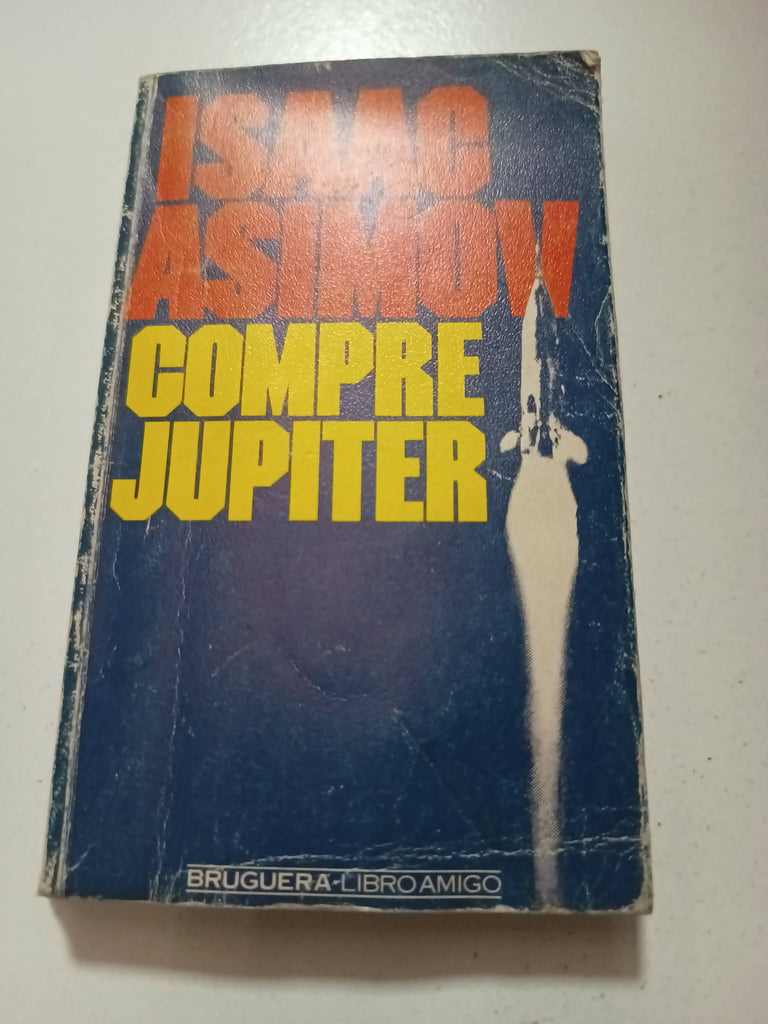 ISAAC
ASIMOV
COMPRE
JUPITER
BRUGUERA-LIBRO AMIGO